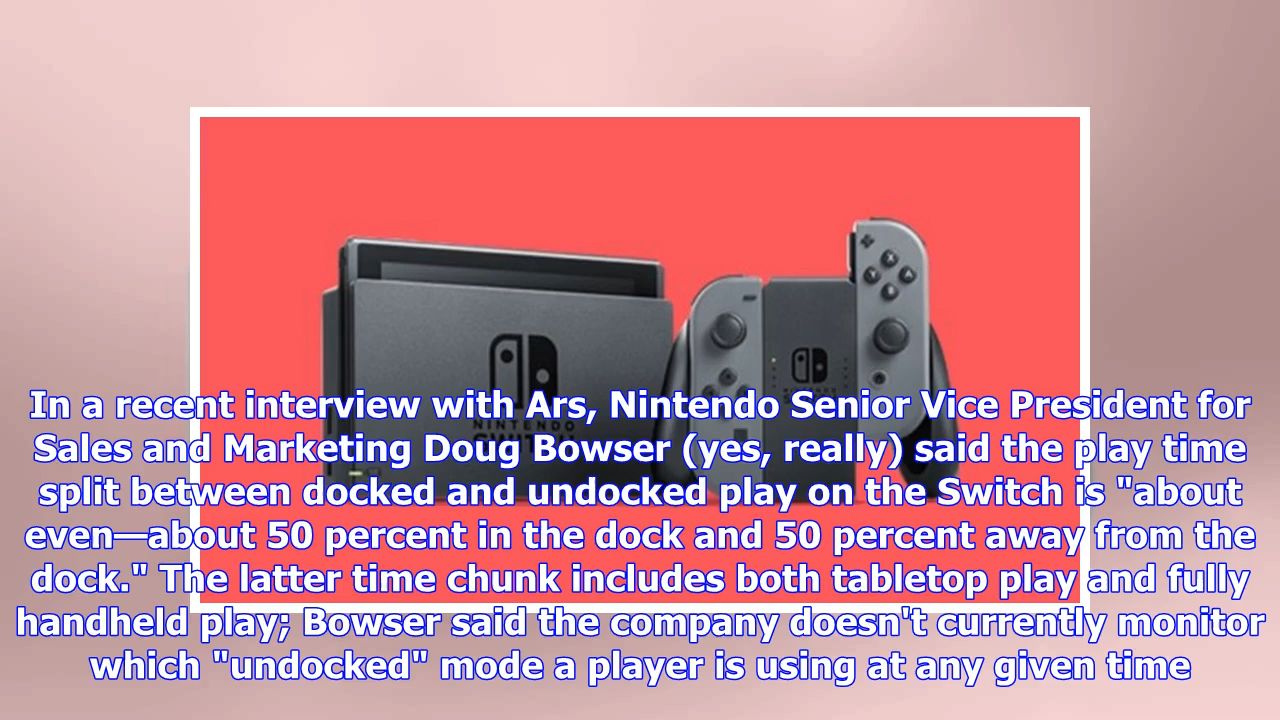 In a recent interview with Ars, Nintendo Senior Vice President for
Sales and Marketing Doug Bowser (yes, really) said the play time
split between docked and undocked play on the Switch is "about
even—about 50 percent in the dock and 50 percent away from the
dock." The latter time chunk includes both tabletop play and fully
handheld play; Bowser said the company doesn't currently monitor
which "undocked" mode a player is using at any given time
NINTENDO